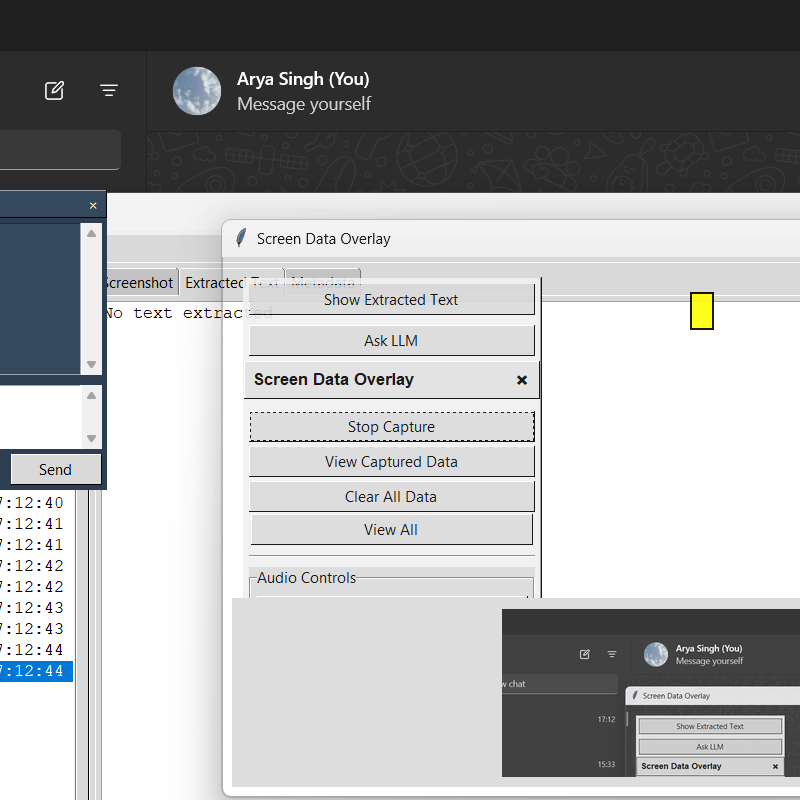 Arya Singh (You)
Message yourself
×
Screen Data Overlay
Screenshot
Extracted Text
Metadata
No text extracted
Show Extracted Text
Ask LLM
Screen Data Overlay
×
Stop Capture
View Captured Data
Clear All Data
View All
Audio Controls
Send
7:12:40
7:12:41
7:12:41
7:12:42
7:12:42
7:12:43
7:12:43
7:12:44
7:12:44
Arya Singh (You)
Message yourself
w chat
Screen Data Overlay
17:12
Show Extracted Text
Ask LLM
15:33
Screen Data Overlay
×